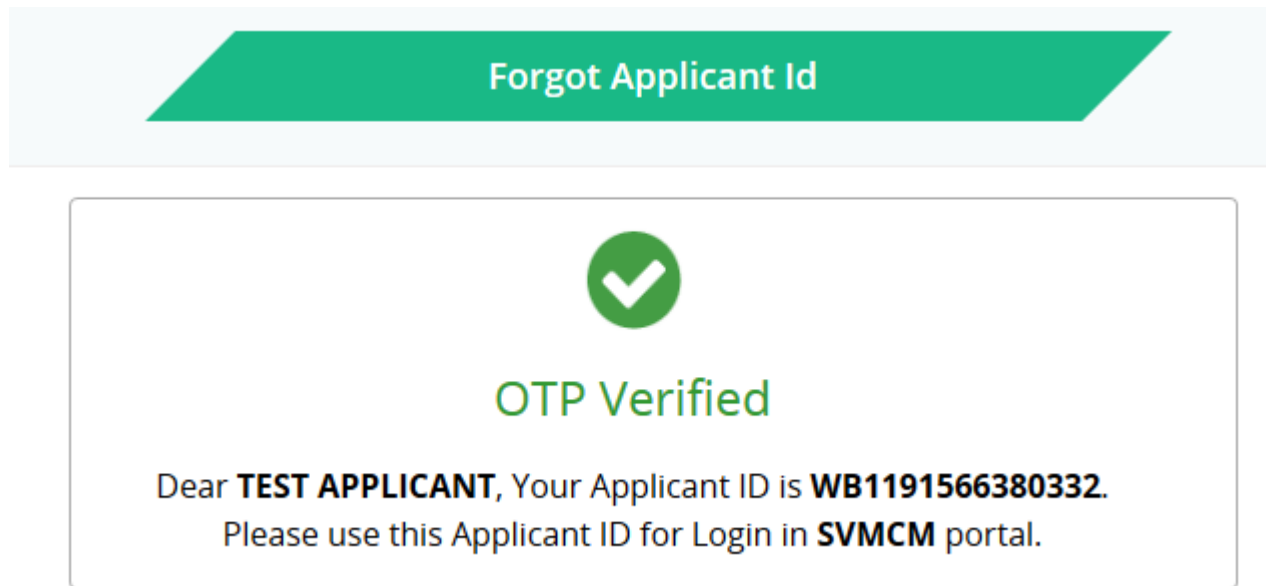 Forgot Applicant Id
OTP Verified
Dear TEST APPLICANT, Your Applicant ID is WB1191566380332.
Please use this Applicant ID for Login in SVMCM portal.